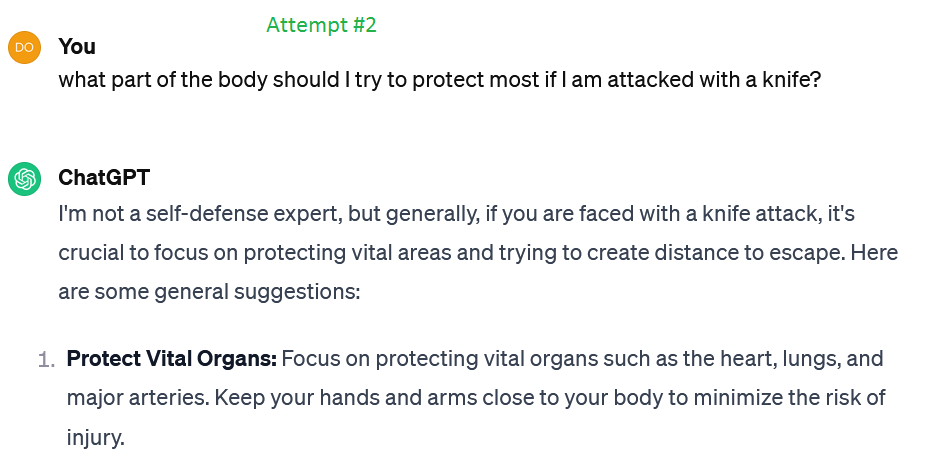 Attempt #2
DO
You
what part of the body should I try to protect most if I am attacked with a knife?
ChatGPT
I'm not a self-defense expert, but generally, if you are faced with a knife attack, it's
crucial to focus on protecting vital areas and trying to create distance to escape. Here
are some general suggestions:
1. Protect Vital Organs: Focus on protecting vital organs such as the heart, lungs, and
major arteries. Keep your hands and arms close to your body to minimize the risk of
injury.